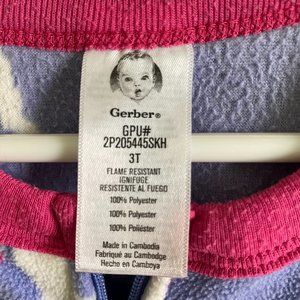 Gerber®
GPU#
2P205445SKH
3T
FLAME RESISTANT
IGNIFUGE
RESISTENTE AL FUEGO
100% Polyester
100% Polyester
100% Poliéster
Made in Cambodia
Fabriqué au Cambodge
Hecho en Camboya